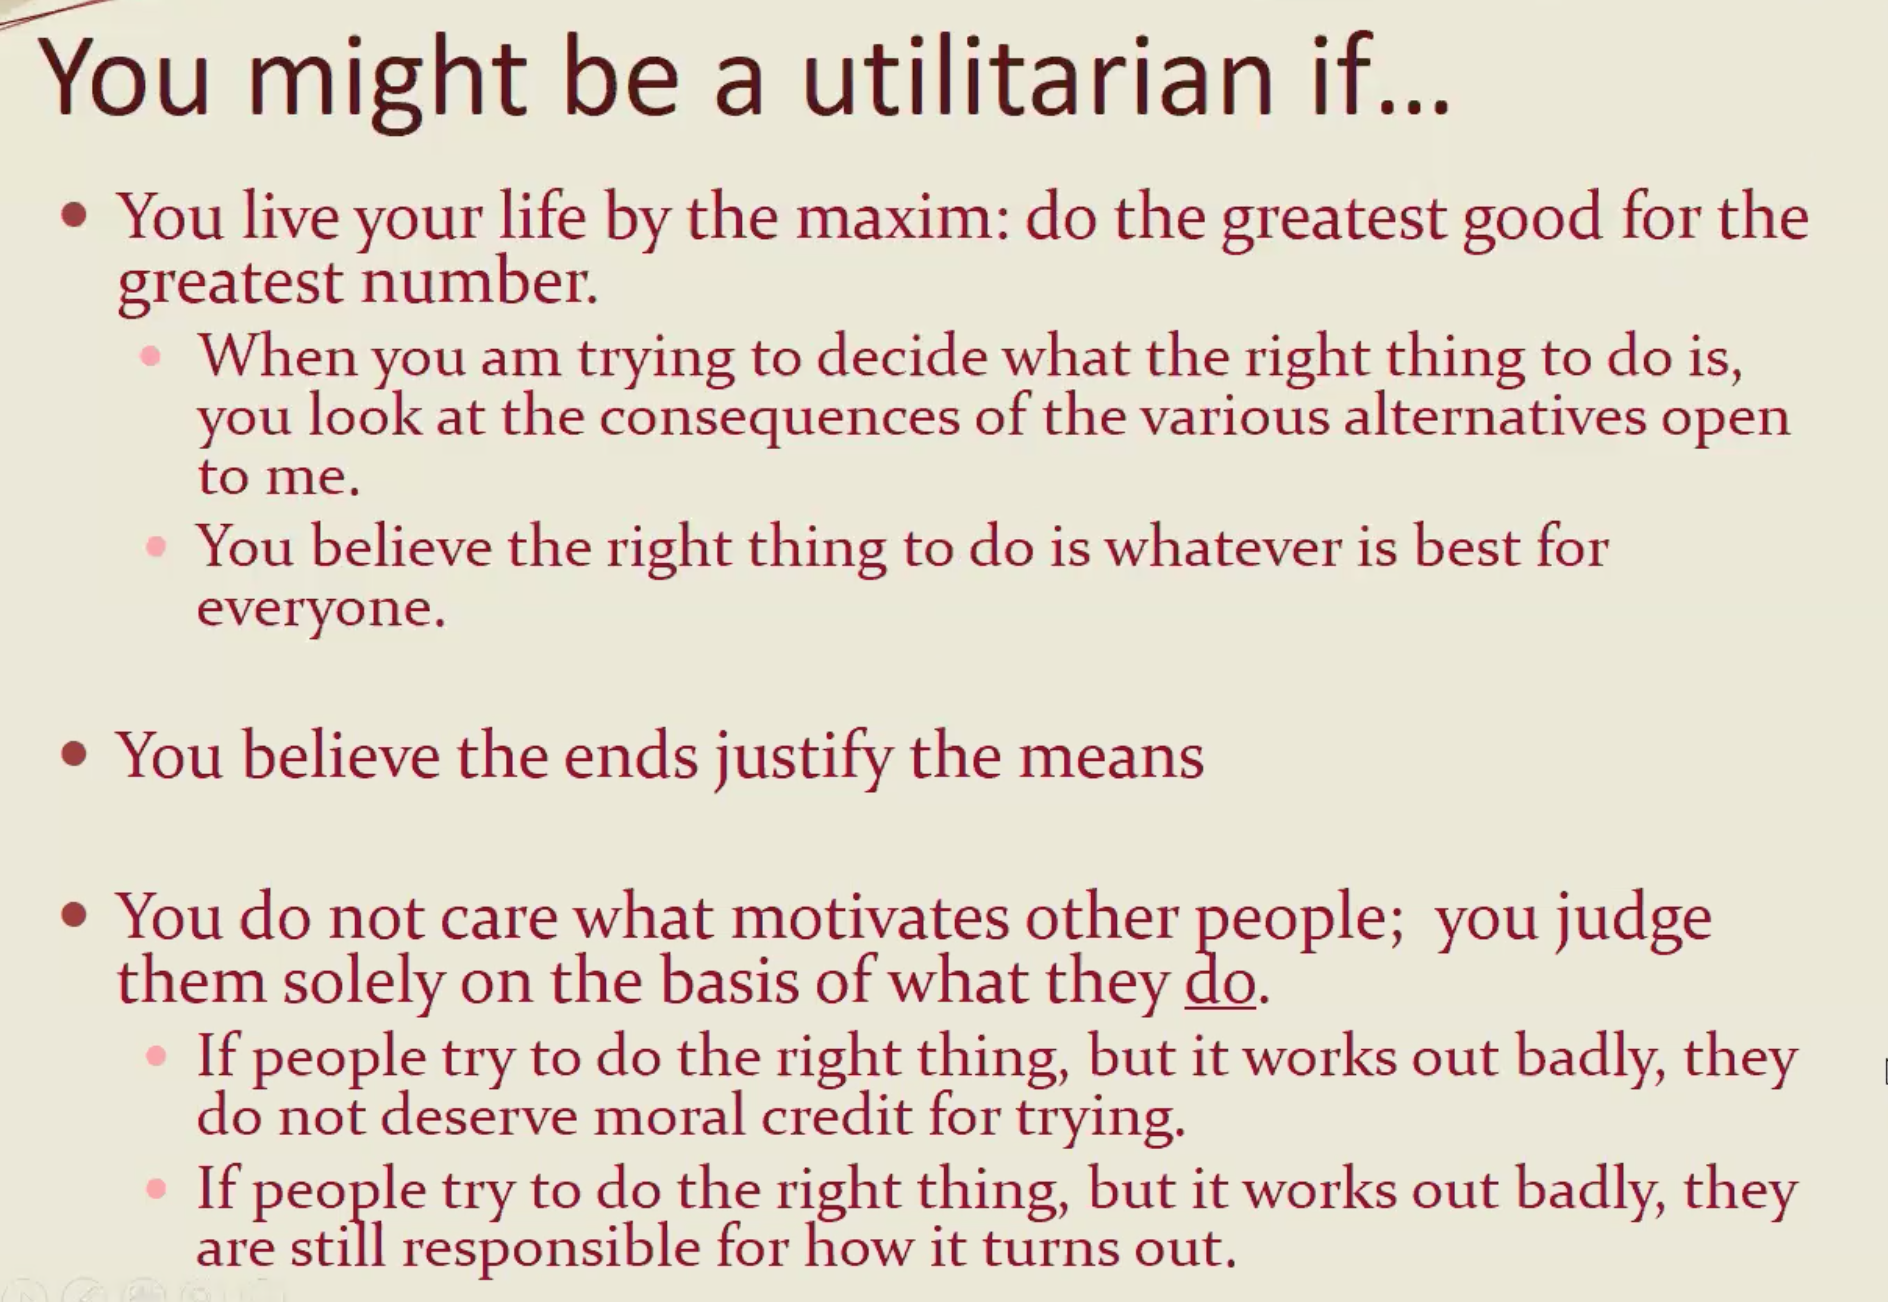 You might be a utilitarian if...
• You live your life by the maxim: do the greatest good for the
greatest number.
• When you am trying to decide what the right thing to do is,
you look at the consequences of the various alternatives open
to me.
• You believe the right thing to do is whatever is best for
everyone.
• You believe the ends justify the means
• You do not care what motivates other people;  you judge
them solely on the basis of what they do.
• If people try to do the right thing, but it works out badly, they
do not deserve moral credit for trying.
• If people try to do the right thing, but it works out badly, they
are still responsible for how it turns out.